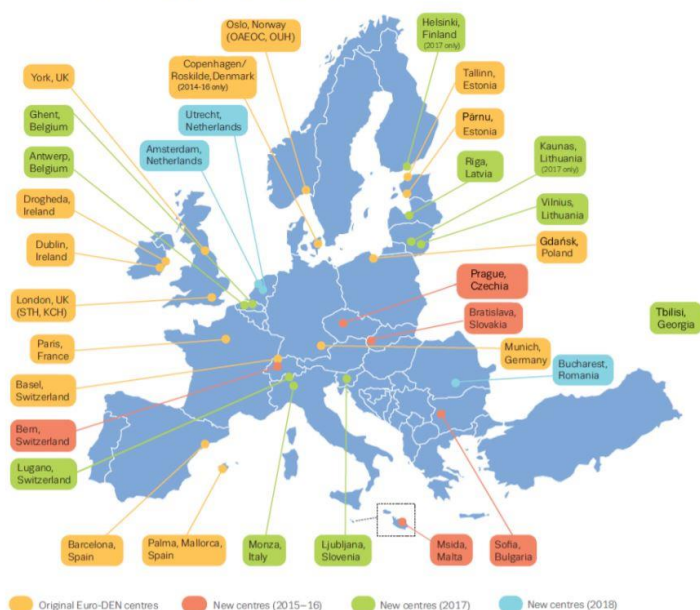 Oslo, Norway
(OAEOC, OUH)
Helsinki,
Finland
(2017 only)
Copenhagen/
Roskilde, Denmark
(2014-16 only)
York, UK
Tallinn,
Estonia
Ghent,
Belgium
Utrecht,
Netherlands
Pärnu,
Estonia
Amsterdam,
Netherlands
Kaunas,
Lithuania
(2017 only)
Antwerp,
Belgium
Riga,
Latvia
Drogheda,
Ireland
Vilnius,
Lithuania
Dublin,
Ireland
Gdańsk,
Poland
Prague,
Czechia
London, UK
(STH, KCH)
Bratislava,
Slovakia
Tbilisi,
Georgia
Paris,
France
Munich,
Germany
Bucharest,
Romania
Basel,
Switzerland
Bern,
Switzerland
Lugano,
Switzerland
Barcelona,
Spain
Palma, Mallorca,
Spain
Monza,
Italy
Ljubljana,
Slovenia
Msida,
Malta
Sofia,
Bulgaria
Original Euro-DEN centres
New centres (2015–16)
New centres (2017)
New centres (2018)